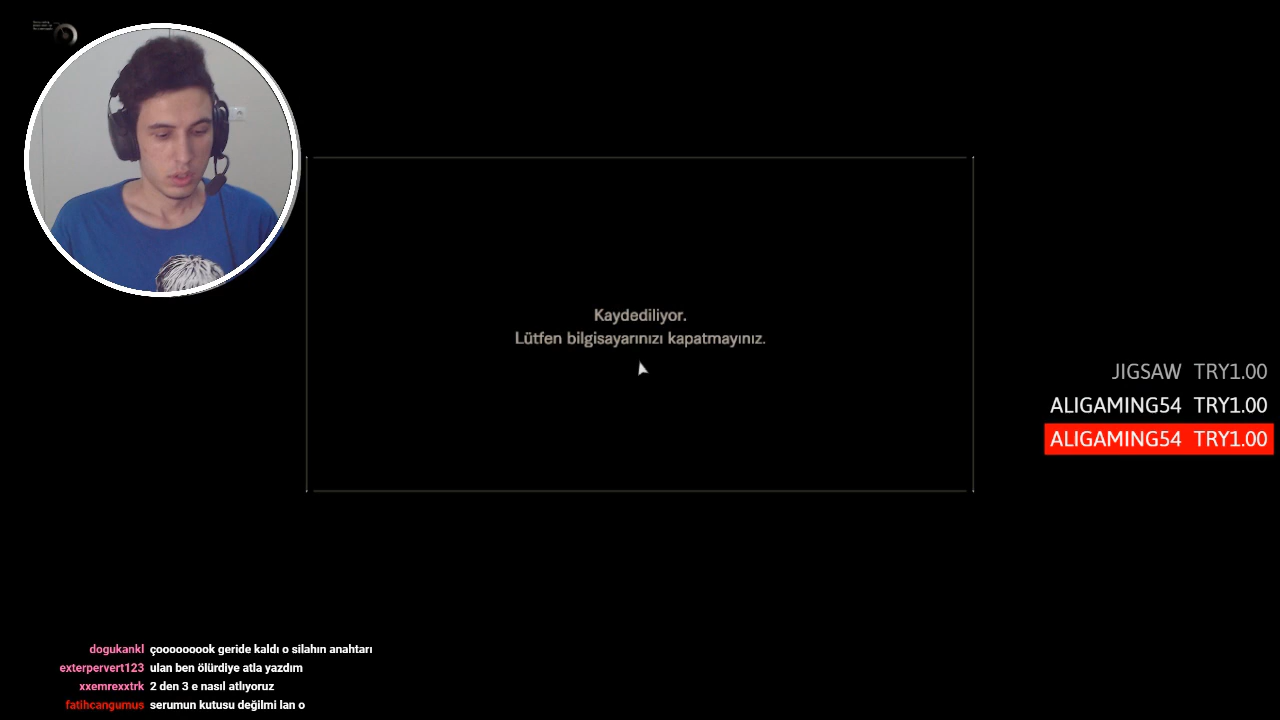 Kaydediliyor.
Lütfen bilgisayarınızı kapatmayınız.
JIGSAW TRY1.00
ALIGAMING54 TRY1.00
ALIGAMING54 TRY1.00
dogukankl çooooooook geride kaldı o silahın anahtarı
exterpervert123 ulan ben ölürdiye atla yazdım
xxemrexxtrk 2 den 3 e nasıl atlıyoruz
fatihcangumus serumun kutusu değilmi lan o